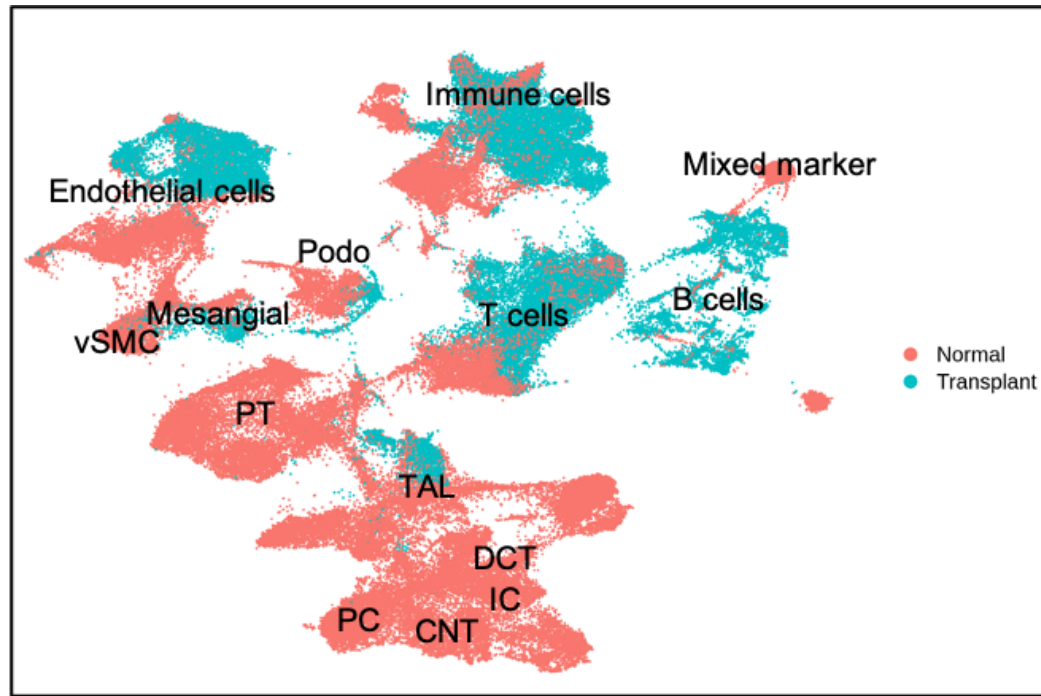 Immune cells
Mixed marker
Endothelial cells
Podo
B cells
Mesangial
T cells
vSMC
Normal
Transplant
PT
TAL
DCT
IC
PC
CNT